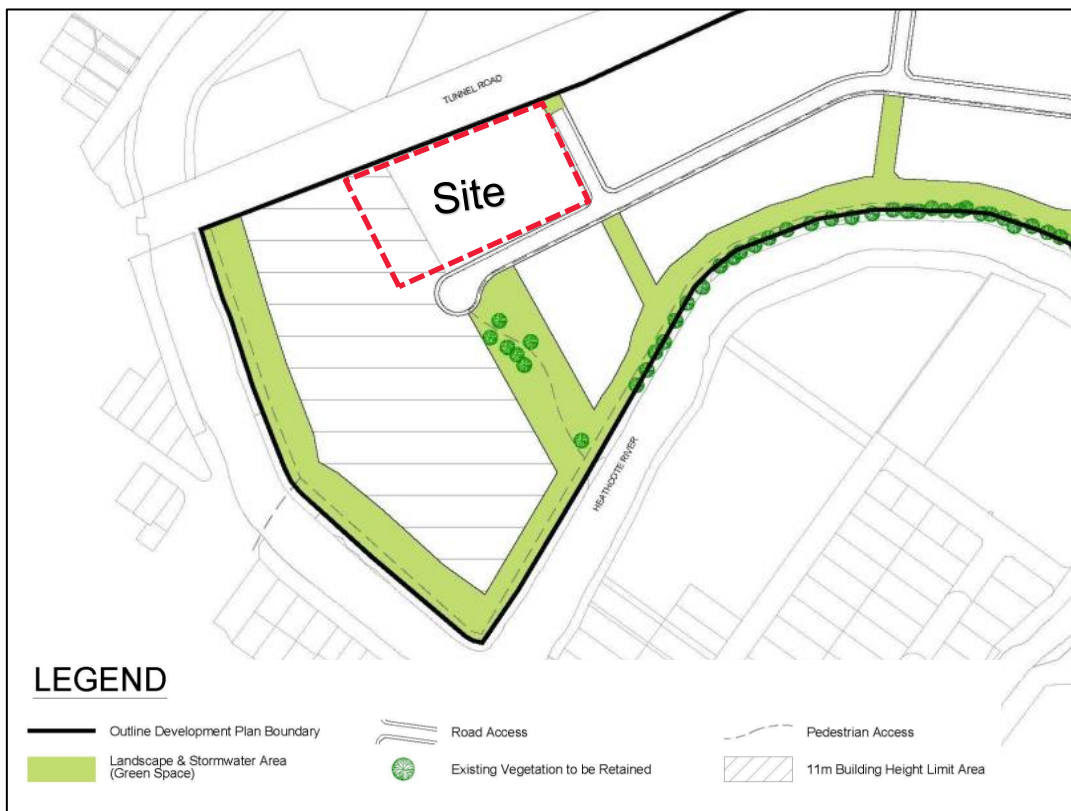 TUNNEL ROAD
Site
HEATHCOTE RIVER
LEGEND
Outline Development Plan Boundary
Road Access
Pedestrian Access
Landscape & Stormwater Area
(Green Space)
Existing Vegetation to be Retained
11m Building Height Limit Area